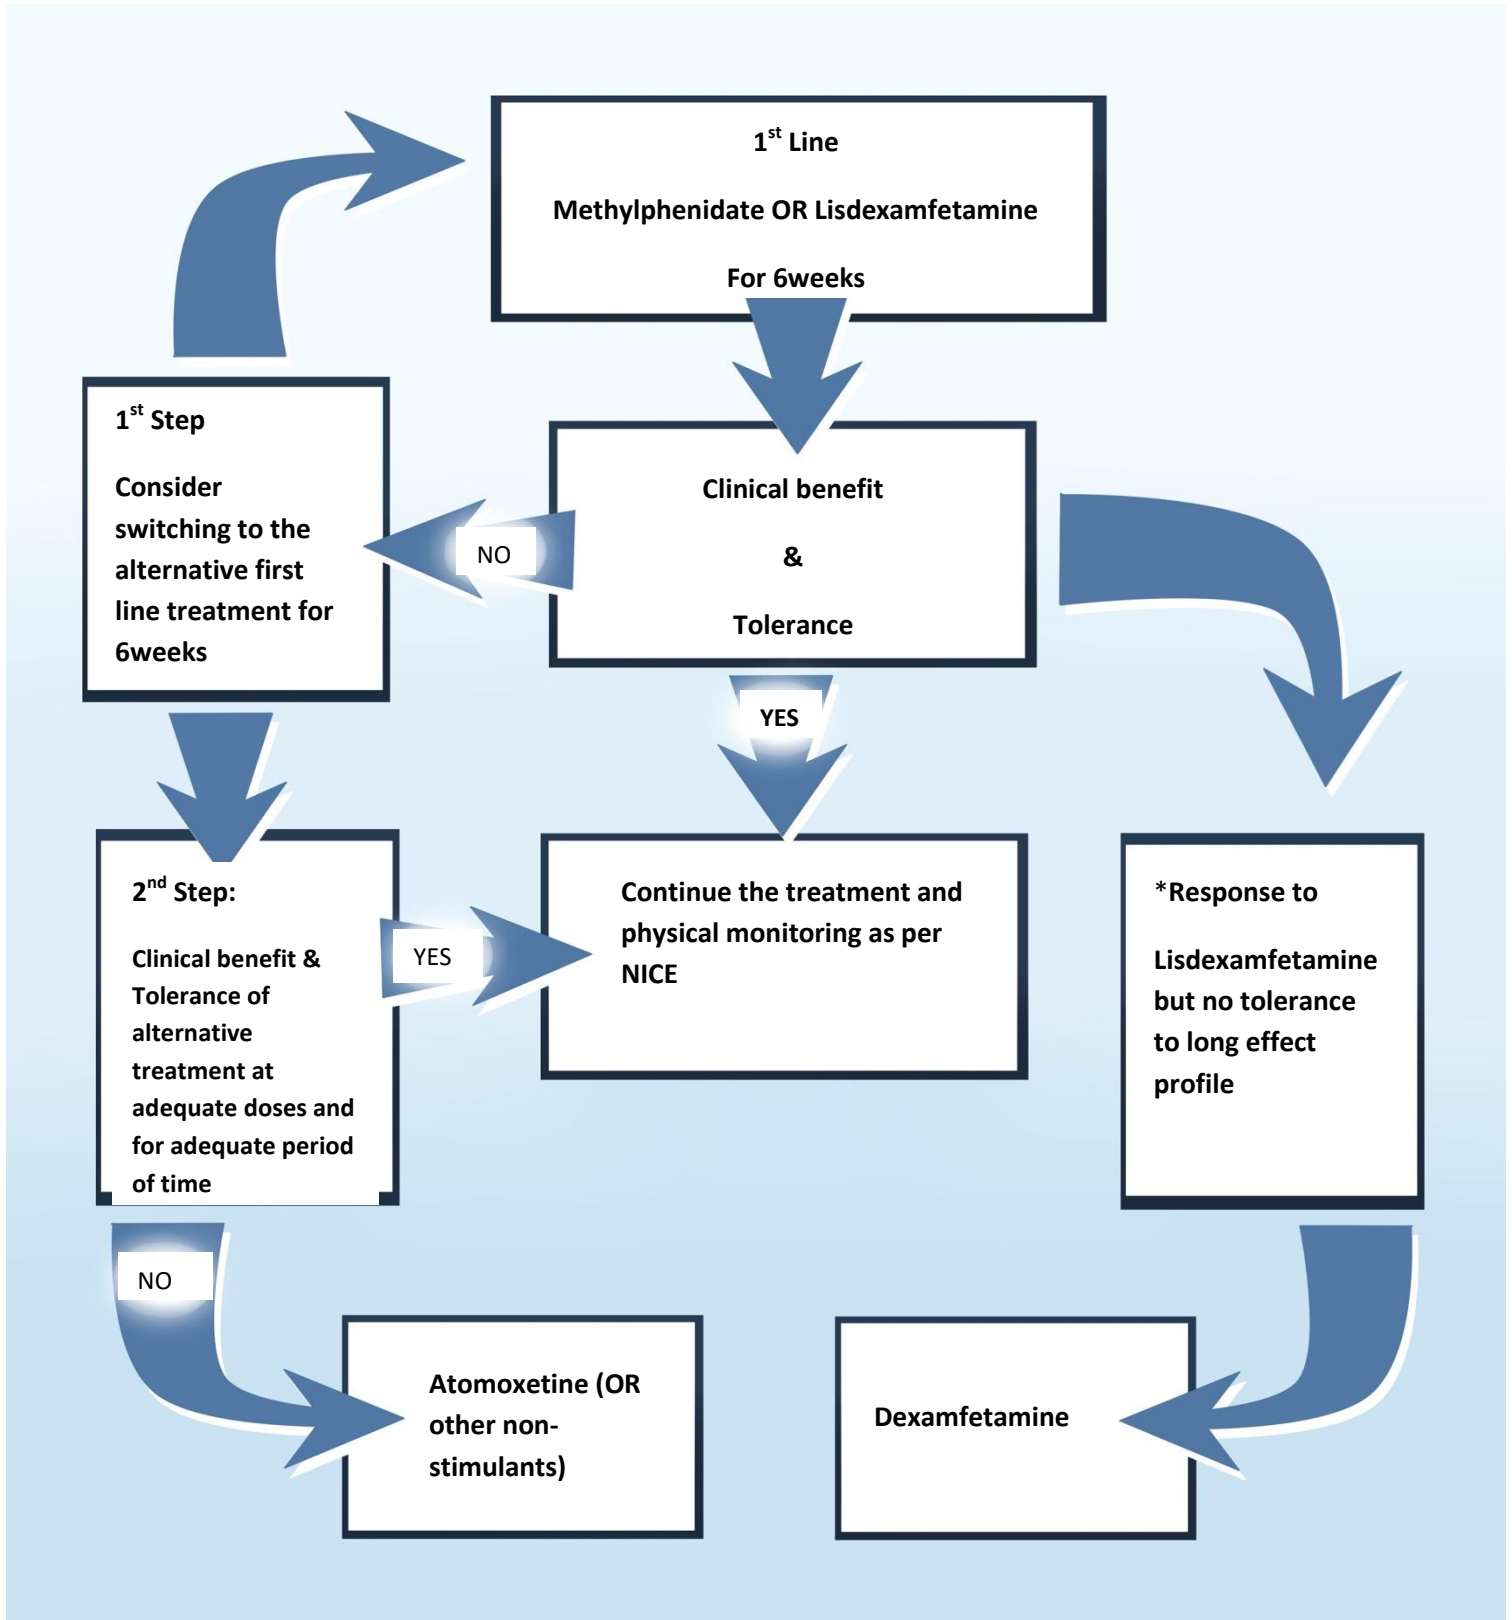 1st Line
Methylphenidate OR Lisdexamfetamine
For 6weeks
1st Step
Consider
switching to the
alternative first
line treatment for
6weeks
NO
Clinical benefit
&
Tolerance
YES
2nd Step:
Clinical benefit &
Tolerance of
alternative
treatment at
adequate doses and
for adequate period
of time
YES
Continue the treatment and
physical monitoring as per
NICE
*Response to
Lisdexamfetamine
but no tolerance
to long effect
profile
NO
Atomoxetine (OR
other non-
stimulants)
Dexamfetamine